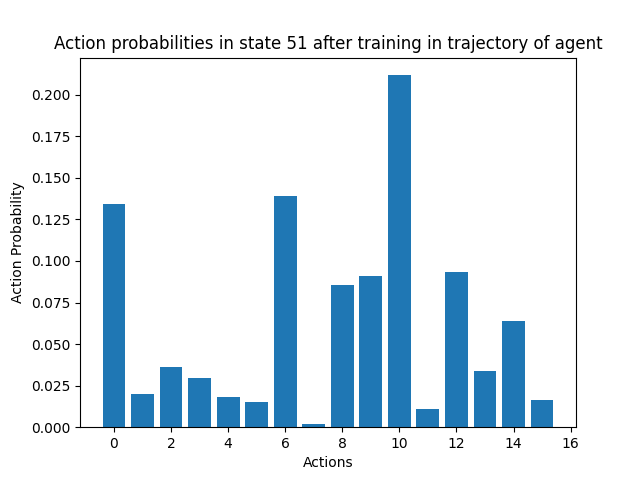 Action probabilities in state 51 after training in trajectory of agent
0.200
0.175
0.150
0.125
0.100
0.075
0.050
0.025
0.000
Action Probability
0 2 4 6 8 10 12 14 16
Actions